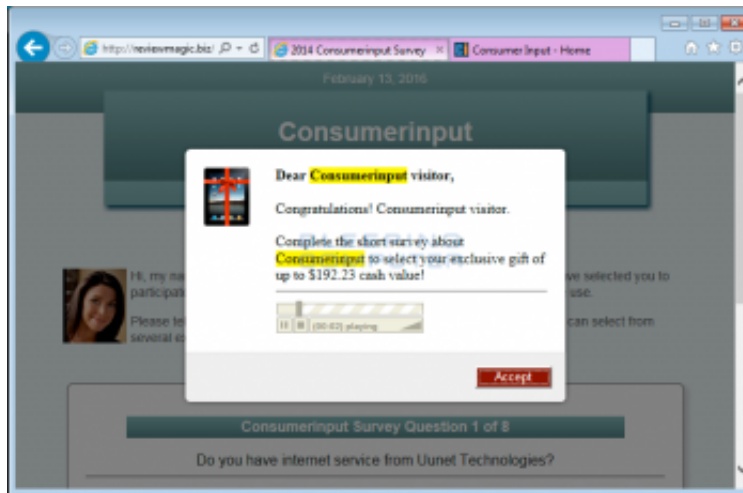 http://reviewmagic.biz/
2014 Consumerinput Survey
Consumer Input - Home
February 13, 2016
Consumerinput
Dear Consumerinput visitor,
Congratulations! Consumerinput visitor.
Complete the short survey about
Consumerinput to select your exclusive gift of
up to $192.23 cash value!
(00:02) playing
Accept
Hi, my na
ve selected you to
participat
use.
Please te
can select from
several e
Consumerinput Survey Question 1 of 8
Do you have internet service from Uunet Technologies?